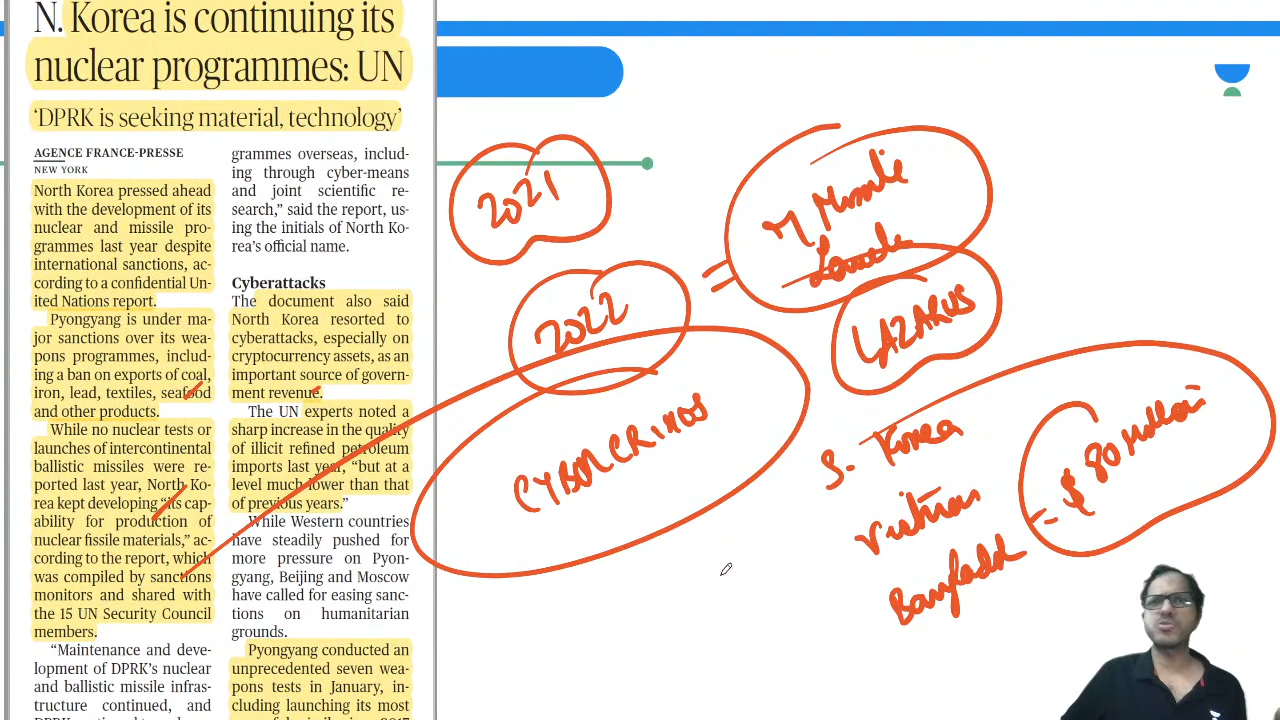 N. Korea is continuing its
nuclear programmes: UN
‘DPRK is seeking material, technology’
AGENCE FRANCE-PRESSE
NEW YORK
North Korea pressed ahead
with the development of its
nuclear and missile pro-
grammes last year despite
international sanctions, ac-
cording to a confidential Un-
ited Nations report.
Pyongyang is under ma-
jor sanctions over its wea-
pons programmes, includ-
ing a ban on exports of coal,
iron, lead, textiles, seafood
and other products.
While no nuclear tests or
launches of intercontinental
ballistic missiles were re-
ported last year, North Ko-
rea kept developing “its cap-
ability for production of
nuclear fissile materials,” ac-
cording to the report, which
was compiled by sanctions
monitors and shared with
the 15 UN Security Council
members.
“Maintenance and deve-
lopment of DPRK’s nuclear
and ballistic missile infras-
tructure continued, and
grammes overseas, includ-
ing through cyber-means
and joint scientific re-
search,” said the report, us-
ing the initials of North Ko-
rea’s official name.
Cyberattacks
The document also said
North Korea resorted to
cyberattacks, especially on
cryptocurrency assets, as an
important source of govern-
ment revenue.
The UN experts noted a
sharp increase in the quality
of illicit refined petroleum
imports last year, “but at a
level much lower than that
of previous years.”
While Western countries
have steadily pushed for
more pressure on Pyon-
gyang, Beijing and Moscow
have called for easing sanc-
tions on humanitarian
grounds.
Pyongyang conducted an
unprecedented seven wea-
pons tests in January, in-
cluding launching its most
2021
2022
=
7 Missile
LAZARUS
S. Korea
- $ 80 Million